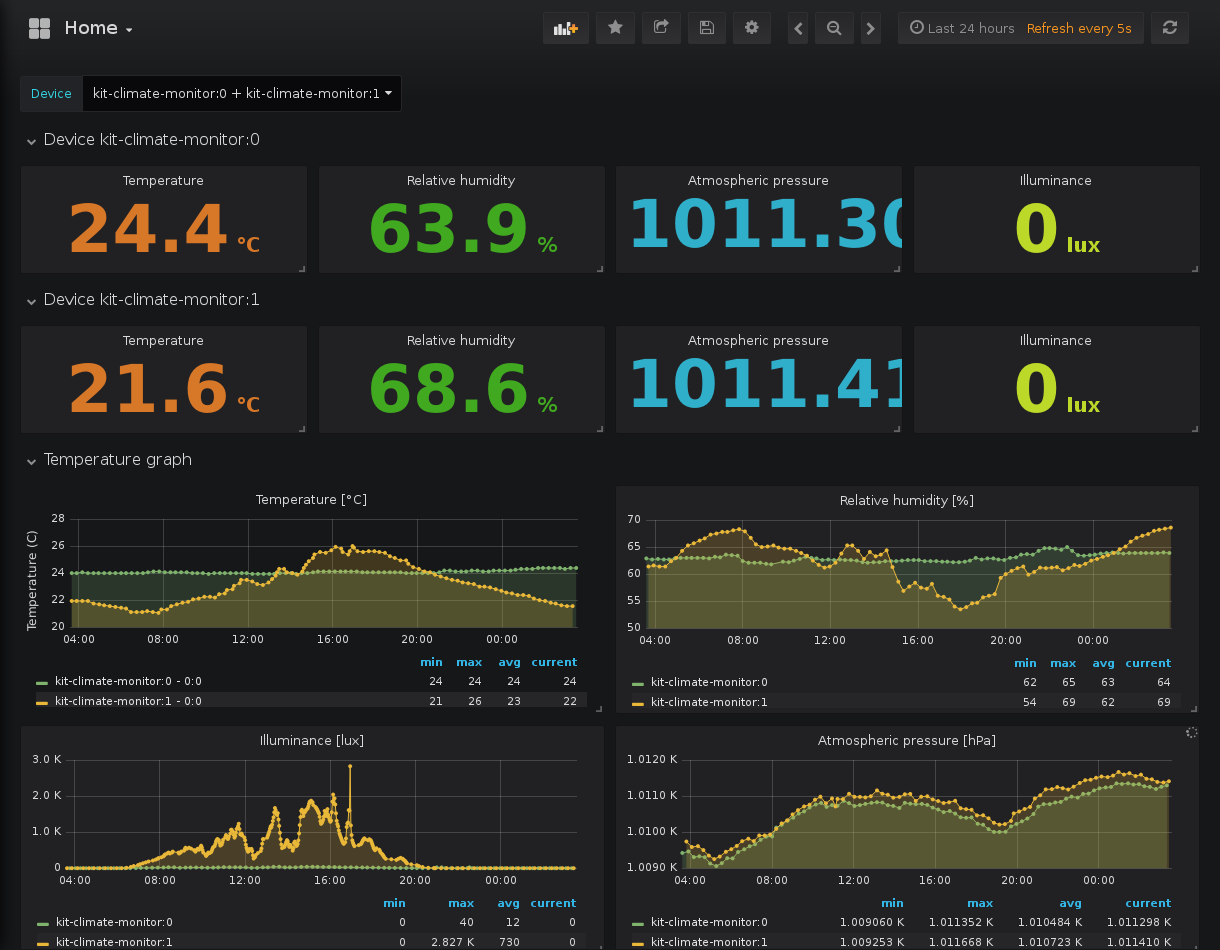 Home
Last 24 hours Refresh every 5s
Device kit-climate-monitor:0 + kit-climate-monitor:1
Device kit-climate-monitor:0
Temperature Relative humidity Atmospheric pressure Illuminance
24.4 °C 63.9 % 1011.30 0 lux
Device kit-climate-monitor:1
Temperature Relative humidity Atmospheric pressure Illuminance
21.6 °C 68.6 % 1011.41 0 lux
Temperature graph
Temperature [°C]
Temperature (C)
28
26
24
22
20
04:00 08:00 12:00 16:00 20:00 00:00
min max avg current
kit-climate-monitor:0 - 0:0 24 24 24 24
kit-climate-monitor:1 - 0:0 21 26 23 22
Relative humidity [%]
70
65
60
55
50
04:00 08:00 12:00 16:00 20:00 00:00
min max avg current
kit-climate-monitor:0 62 65 63 64
kit-climate-monitor:1 54 69 62 69
Illuminance [lux]
3.0 K
2.0 K
1.0 K
0
04:00 08:00 12:00 16:00 20:00 00:00
min max avg current
kit-climate-monitor:0 0 40 12 0
kit-climate-monitor:1 0 2.827 K 730 0
Atmospheric pressure [hPa]
1.0120 K
1.0110 K
1.0100 K
1.0090 K
04:00 08:00 12:00 16:00 20:00 00:00
min max avg current
kit-climate-monitor:0 1.009060 K 1.011352 K 1.010484 K 1.011298 K
kit-climate-monitor:1 1.009253 K 1.011668 K 1.010723 K 1.011410 K